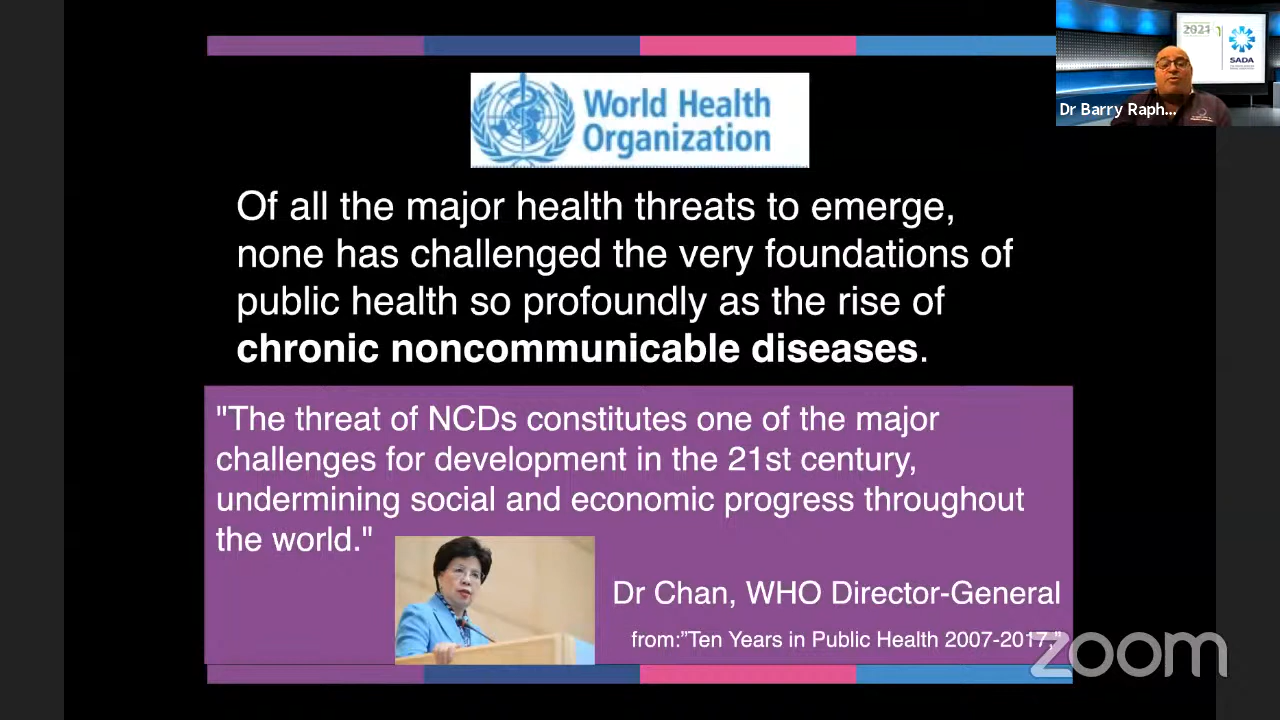 2021
SADA
Dr Barry Raph...
World Health
Organization
Of all the major health threats to emerge,
none has challenged the very foundations of
public health so profoundly as the rise of
chronic noncommunicable diseases.
"The threat of NCDs constitutes one of the major
challenges for development in the 21st century,
undermining social and economic progress throughout
the world."
Dr Chan, WHO Director-General
from:”Ten Years in Public Health 2007-2017,"
zoom